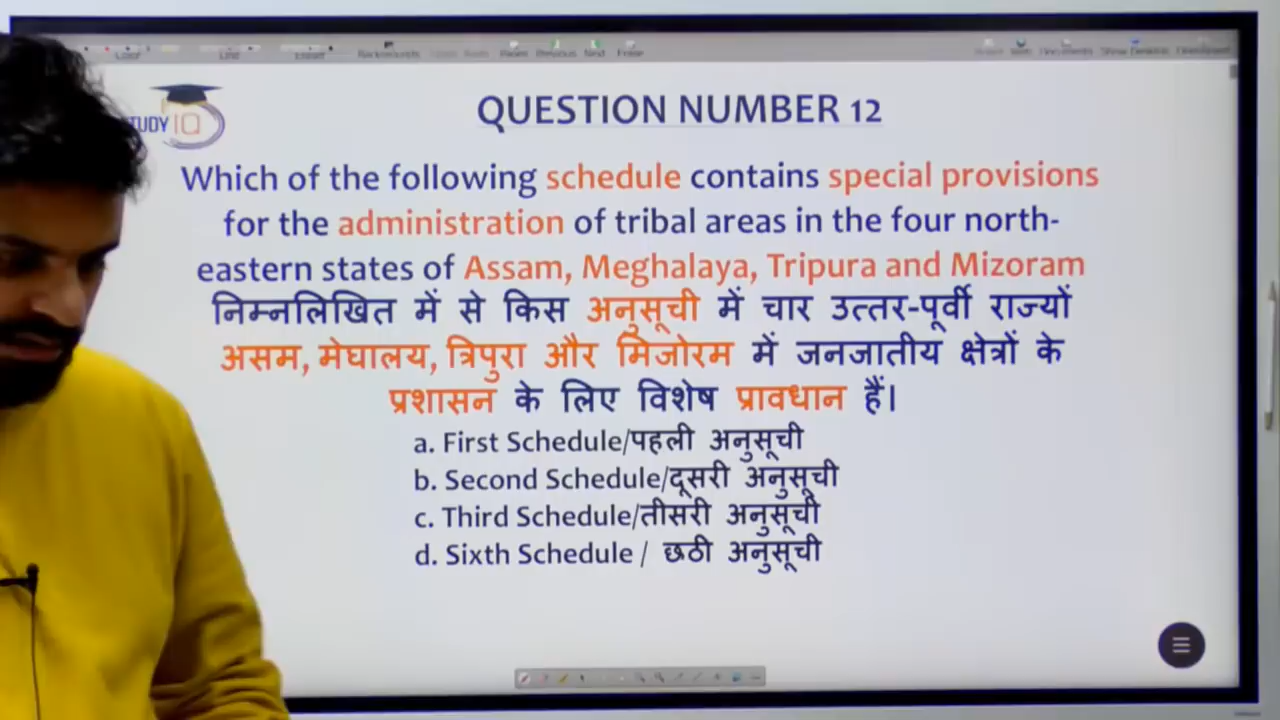 STUDY IQ
QUESTION NUMBER 12
Which of the following schedule contains special provisions
for the administration of tribal areas in the four north-
eastern states of Assam, Meghalaya, Tripura and Mizoram
निम्नलिखित में से किस अनुसूची में चार उत्तर-पूर्वी राज्यों
असम, मेघालय, त्रिपुरा और मिजोरम में जनजातीय क्षेत्रों के
प्रशासन के लिए विशेष प्रावधान हैं।
a. First Schedule/पहली अनुसूची
b. Second Schedule/दूसरी अनुसूची
c. Third Schedule/तीसरी अनुसूची
d. Sixth Schedule / छठी अनुसूची